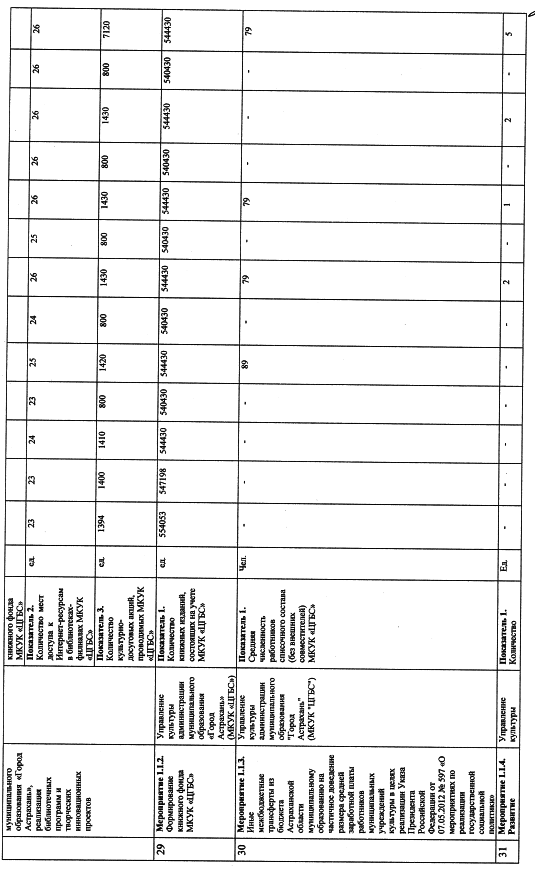 муниципального
образования «Город
Астрахань»,
реализация
библиотечных
программ и
творческих
инновационных
проектов
книжного фонда
МКУК «ЦГБС»
Показатель 2.
Количество мест
доступа к
Интернет-ресурсам
в библиотеках-
филиалах МКУК
«ЦГБС»
ед.
23
23
24
23
25
24
26
25
26
26
26
26
26
Показатель 3.
Количество
культурно-
досуговых акций,
проводимых МКУК
«ЦГБС»
ед.
1394
1400
1410
800
1420
800
1430
800
1430
800
1430
800
7120
29
Мероприятие 1.1.2.
Формирование
книжного фонда
МКУК «ЦГБС»
Управление
культуры
администрации
муниципального
образования
«Город
Астрахань»
(МКУК «ЦГБС»)
Показатель 1.
Количество
книжных изданий,
состоящих на учете
МКУК «ЦГБС»
ед.
554053
547198
544430
540430
544430
540430
544430
540430
544430
540430
544430
540430
544430
30
Мероприятие 1.1.3.
Иные
межбюджетные
трансферты из
бюджета
Астраханской
области
муниципальному
образованию на
частичное доведение
размера средней
заработной платы
работников
муниципальных
учреждений
культуры в целях
реализации Указа
Президента
Российской
Федерации от
07.05.2012 № 597 «О
мероприятиях по
реализации
государственной
социальной
политики»
Управление
культуры
администрации
муниципального
образования
"Город
Астрахань"
(МКУК "ЦГБС")
Показатель 1.
Средняя
численность
работников
списочного состава
(без внешних
совместителей)
МКУК «ЦГБС»
Чел.
-
-
-
-
89
-
79
-
79
-
-
-
79
31
Мероприятие 1.1.4.
Развитие
Управление
культуры
Показатель 1.
Количество
Ед.
-
-
-
-
-
-
2
-
1
-
2
-
5